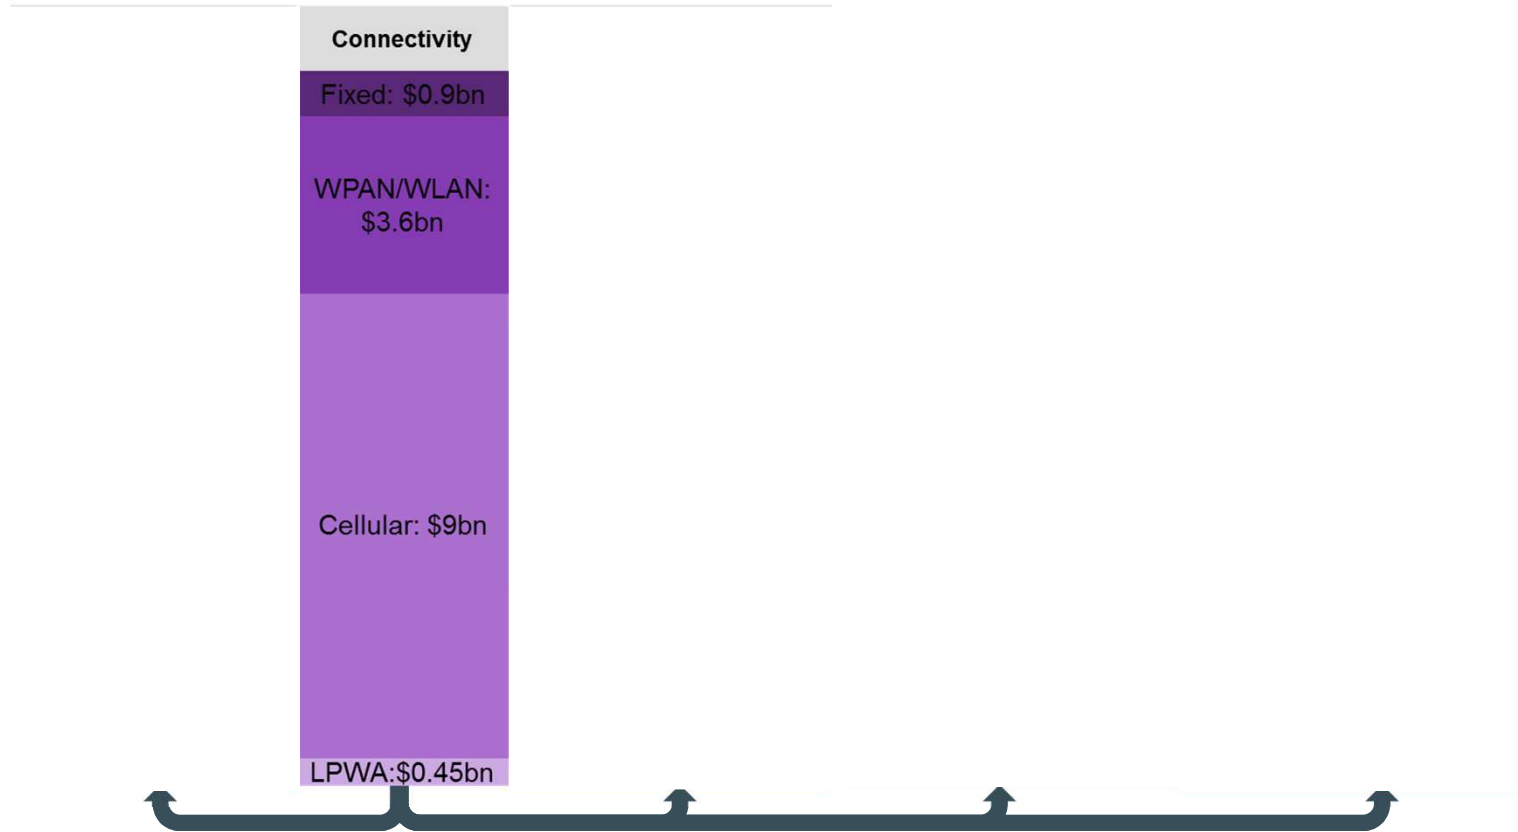 Connectivity
Fixed: $0.9bn
WPAN/WLAN:
$3.6bn
Cellular: $9bn
LPWA:$0.45bn